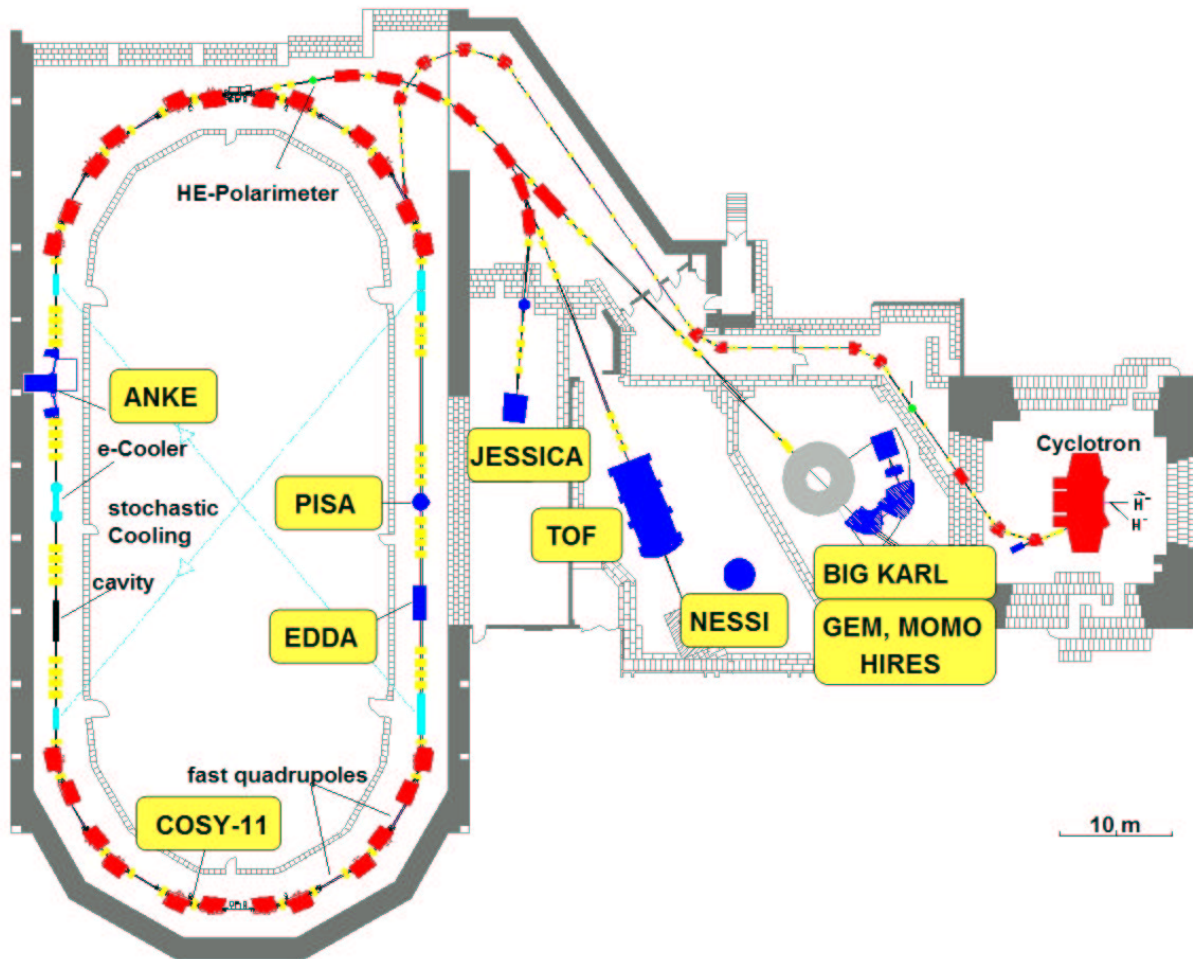 HE-Polarimeter
ANKE
e-Cooler
stochastic
Cooling
cavity
PISA
EDDA
fast quadrupoles
COSY-11
JESSICA
TOF
NESSI
BIG KARL
GEM, MOMO
HIRES
Cyclotron
H⃗⁻
H⁻
10 m